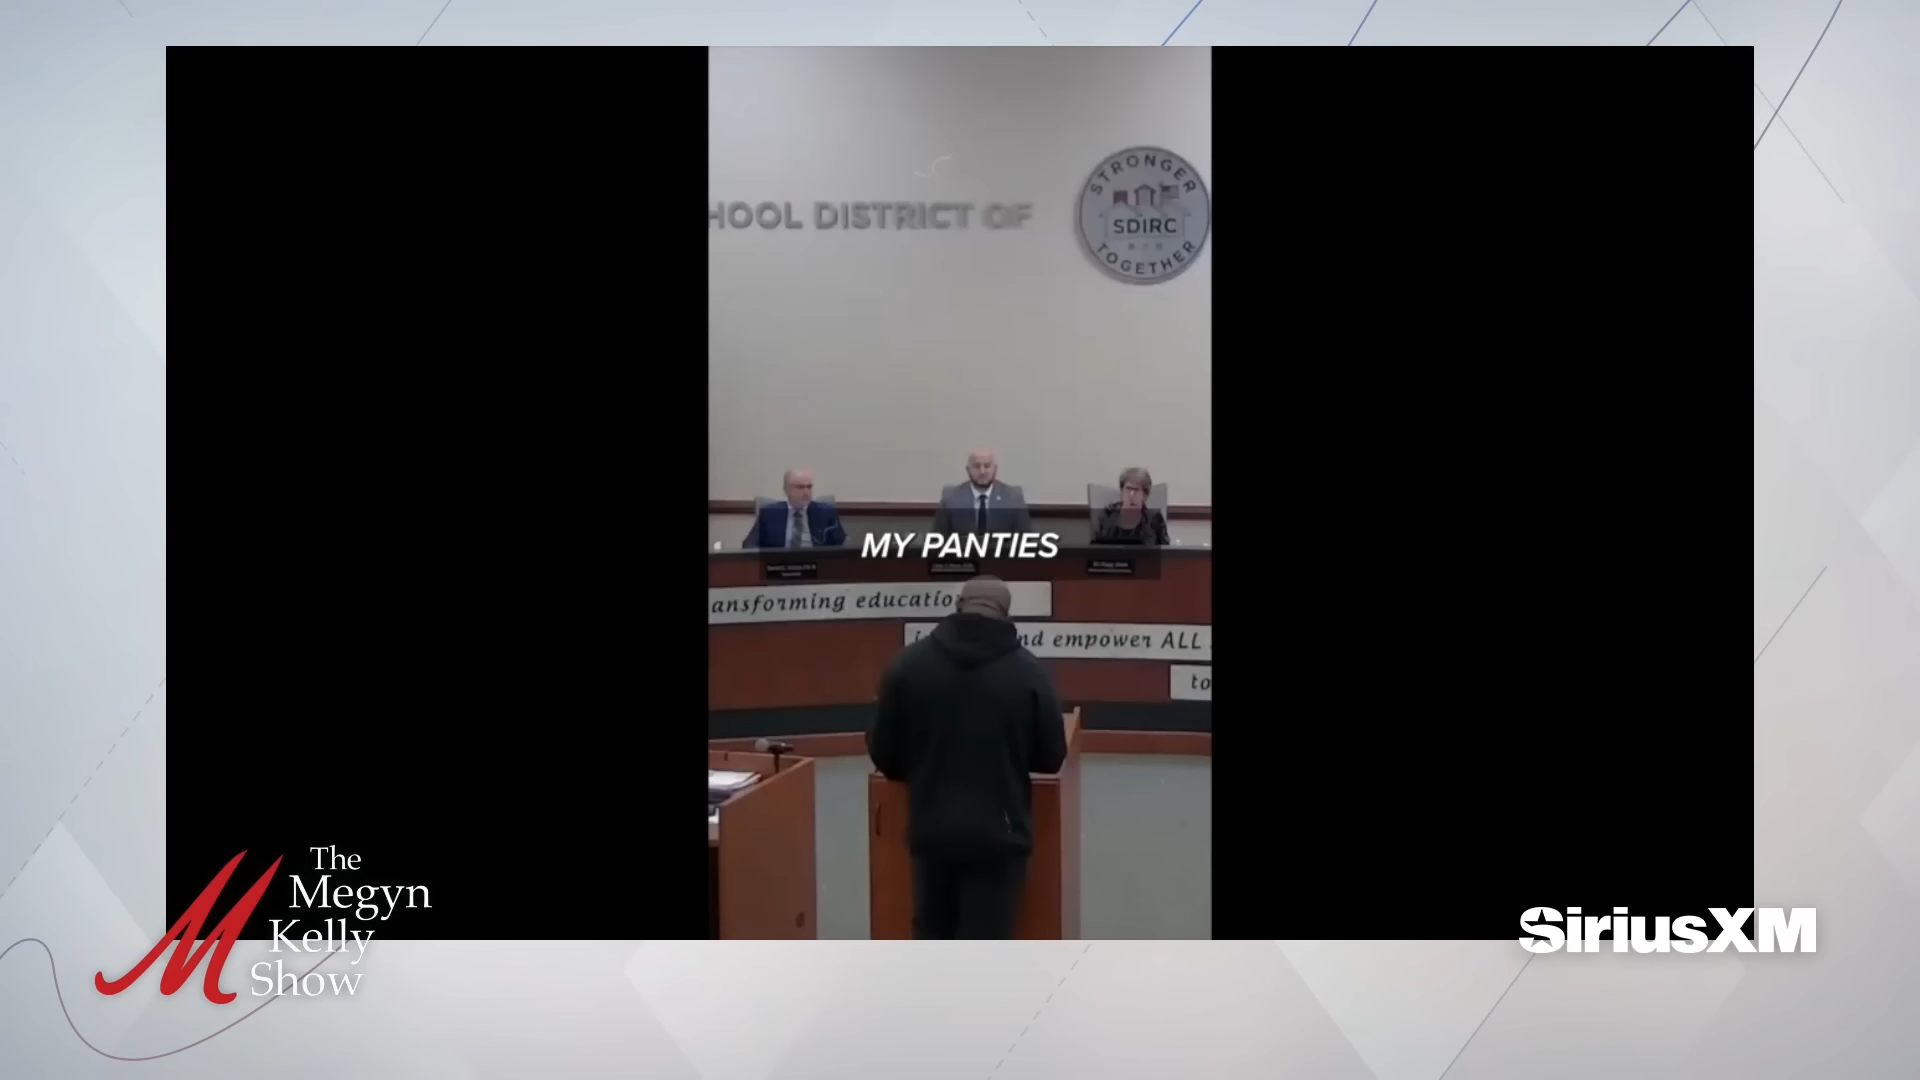 STRONGER
HOOL DISTRICT OF
SDIRC
TOGETHER
MY PANTIES
ansforming educatio
nd empower ALL
to
The
Megyn
Kelly
Show
SiriusXM